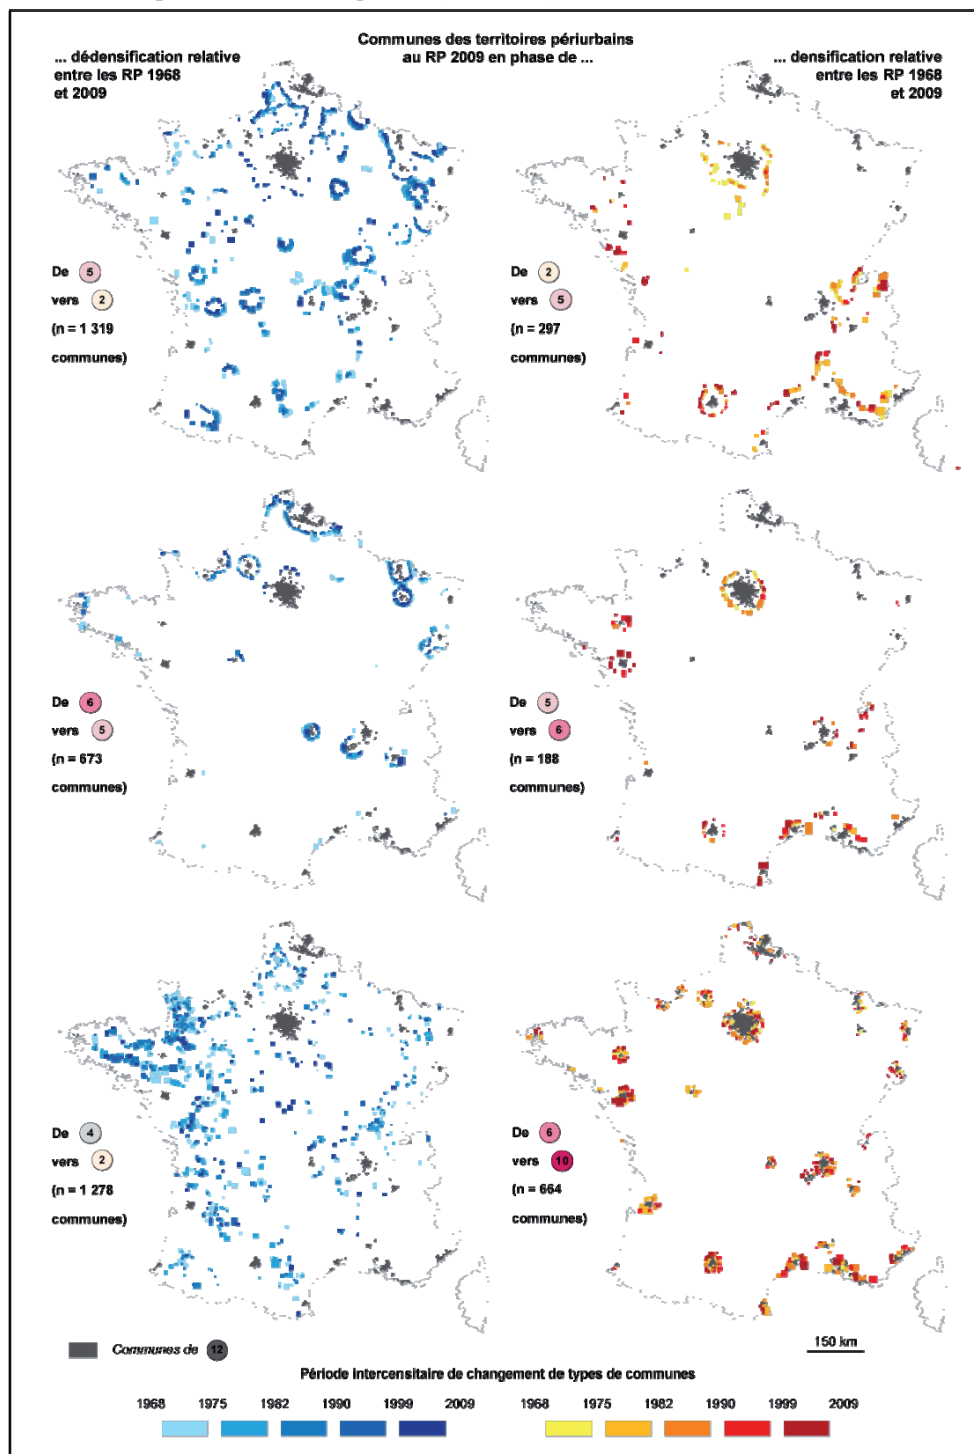 Communes des territoires périurbains
au RP 2009 en phase de ...
... dédensification relative
entre les RP 1968
et 2009
... densification relative
entre les RP 1968
et 2009
De 5
vers 2
(n = 1 319
communes)
De 2
vers 5
(n = 297
communes)
De 6
vers 5
(n = 673
communes)
De 5
vers 6
(n = 188
communes)
De 4
vers 2
(n = 1 278
communes)
De 6
vers 10
(n = 664
communes)
Communes de 12
150 km
Période intercensitaire de changement de types de communes
1968 1975 1982 1990 1999 2009
1968 1975 1982 1990 1999 2009